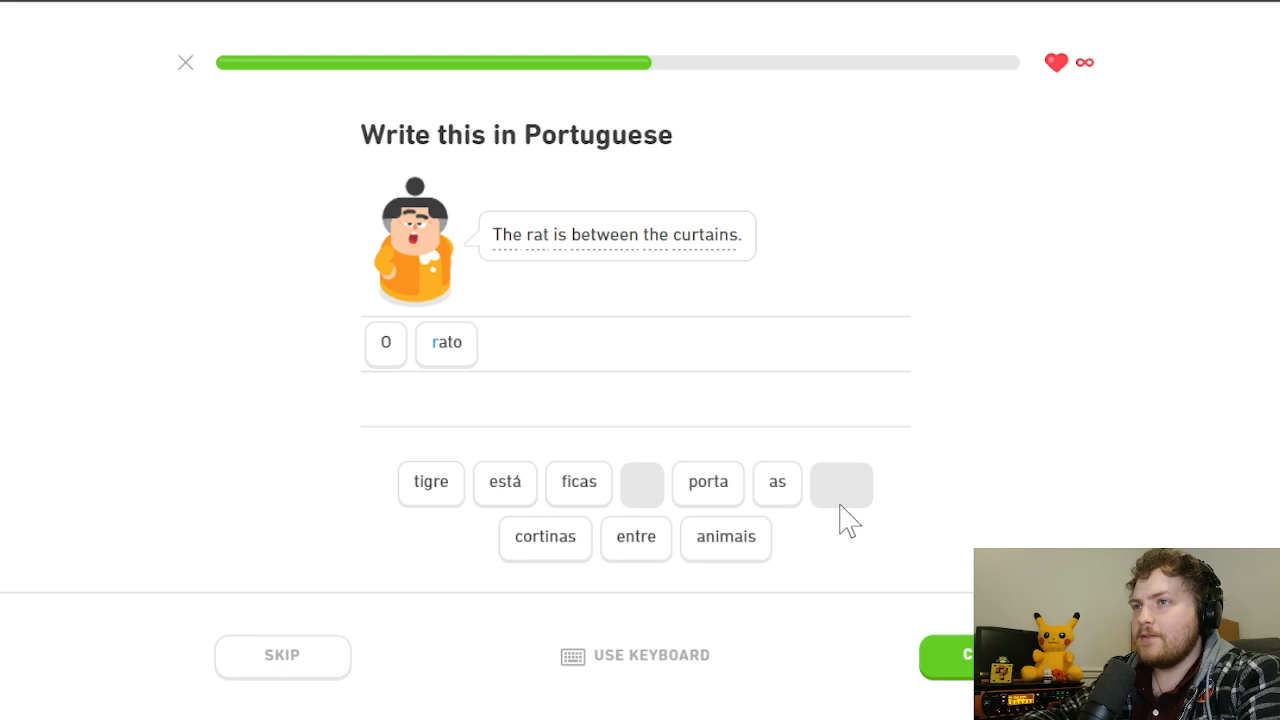 Write this in Portuguese
The rat is between the curtains.
O rato
tigre está ficas porta as
cortinas entre animais
SKIP USE KEYBOARD C